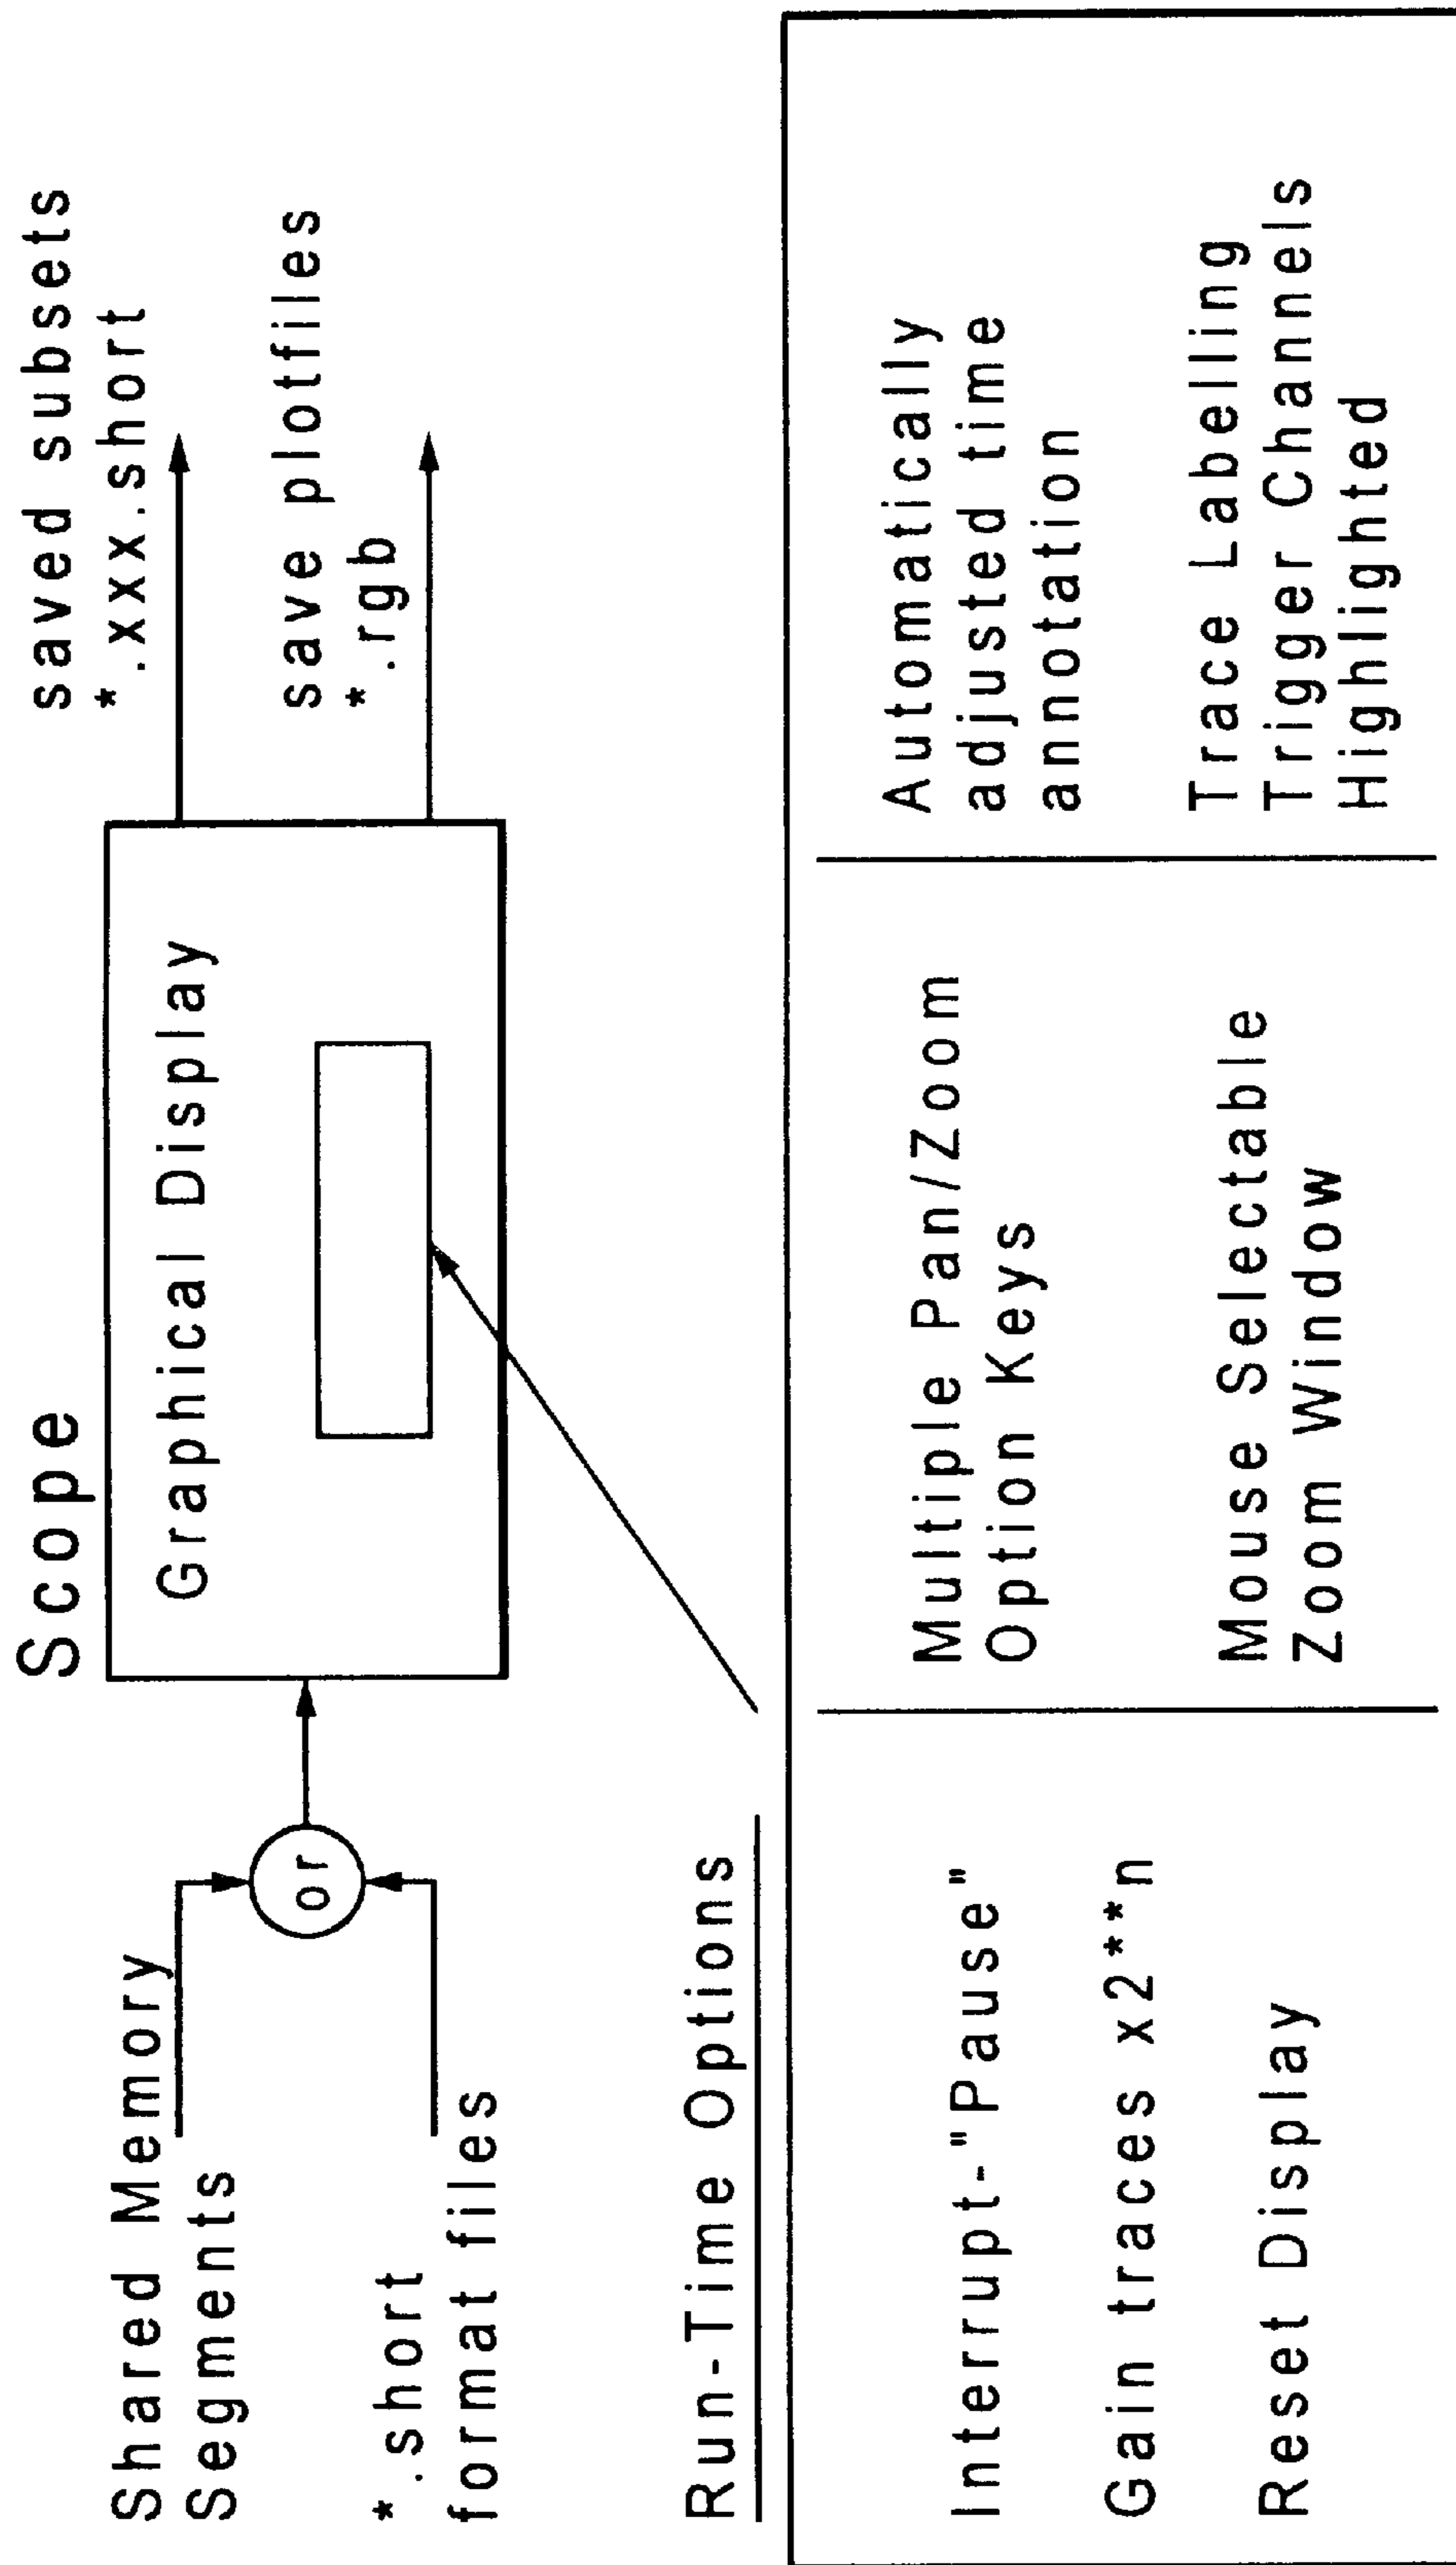 Scope
Shared Memory
Segments
*.short
format files
or
Graphical Display
saved subsets
*.xxx.short
save plotfiles
*.rgb
Run-Time Options
Interrupt-"Pause"
Gain traces x2**n
Reset Display
Multiple Pan/Zoom
Option Keys
Mouse Selectable
Zoom Window
Automatically
adjusted time
annotation
Trace Labelling
Trigger Channels
Highlighted